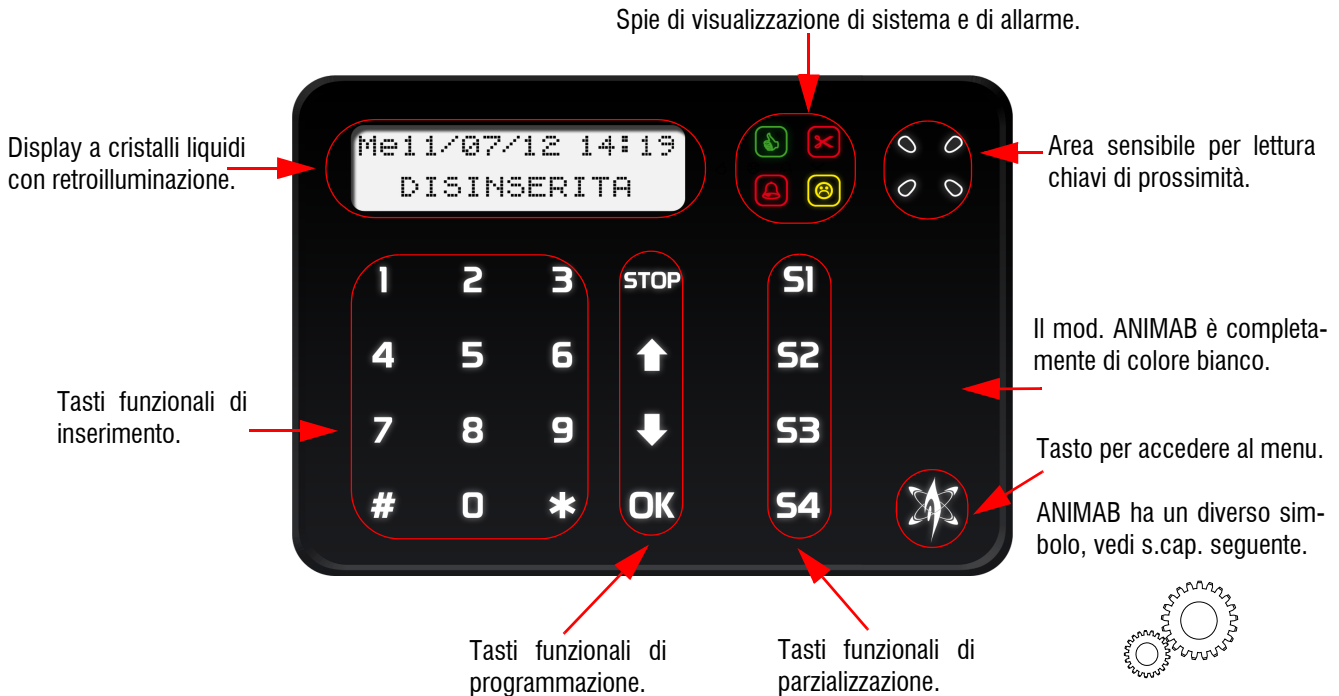 Spie di visualizzazione di sistema e di allarme.
Display a cristalli liquidi
con retroilluminazione.
Me11/07/12 14:19
DISINSERITA
Area sensibile per lettura
chiavi di prossimità.
1 2 3 STOP S1
4 5 6 S2
7 8 9 S3
# 0 * OK S4
Il mod. ANIMAB è completa-
mente di colore bianco.
Tasti funzionali di
inserimento.
Tasto per accedere al menu.
ANIMAB ha un diverso sim-
bolo, vedi s.cap. seguente.
Tasti funzionali di
programmazione.
Tasti funzionali di
parzializzazione.